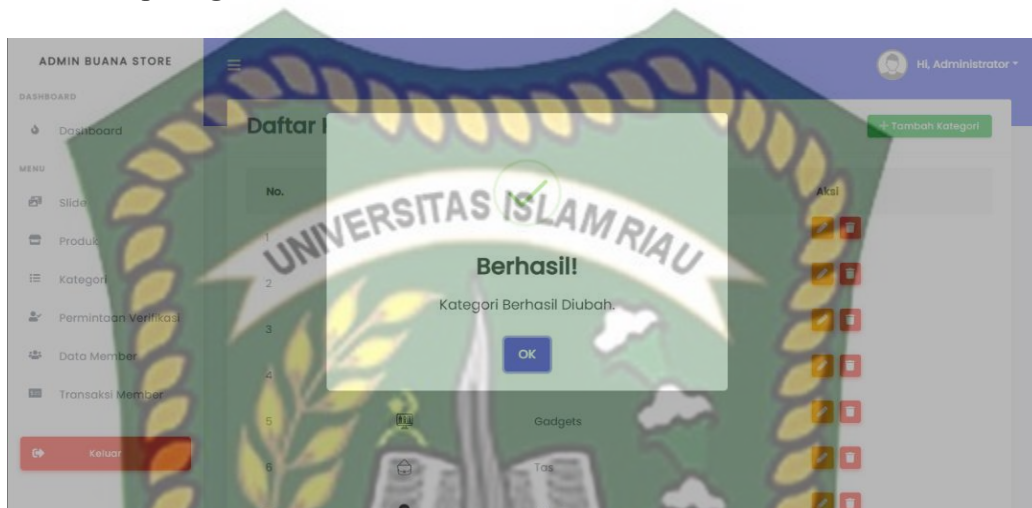 ADMIN BUANA STORE
Hi, Administrator
DASHBOARD
Dashboard
MENU
Slide
Produk
Kategori
Permintaan Verifikasi
Data Member
Transaksi Member
Keluar
Daftar
+ Tambah Kategori
No.
Aksi
1
2
3
4
5
Gadgets
6
Tas
UNIVERSITAS ISLAM RIAU
Berhasil!
Kategori Berhasil Diubah.
OK